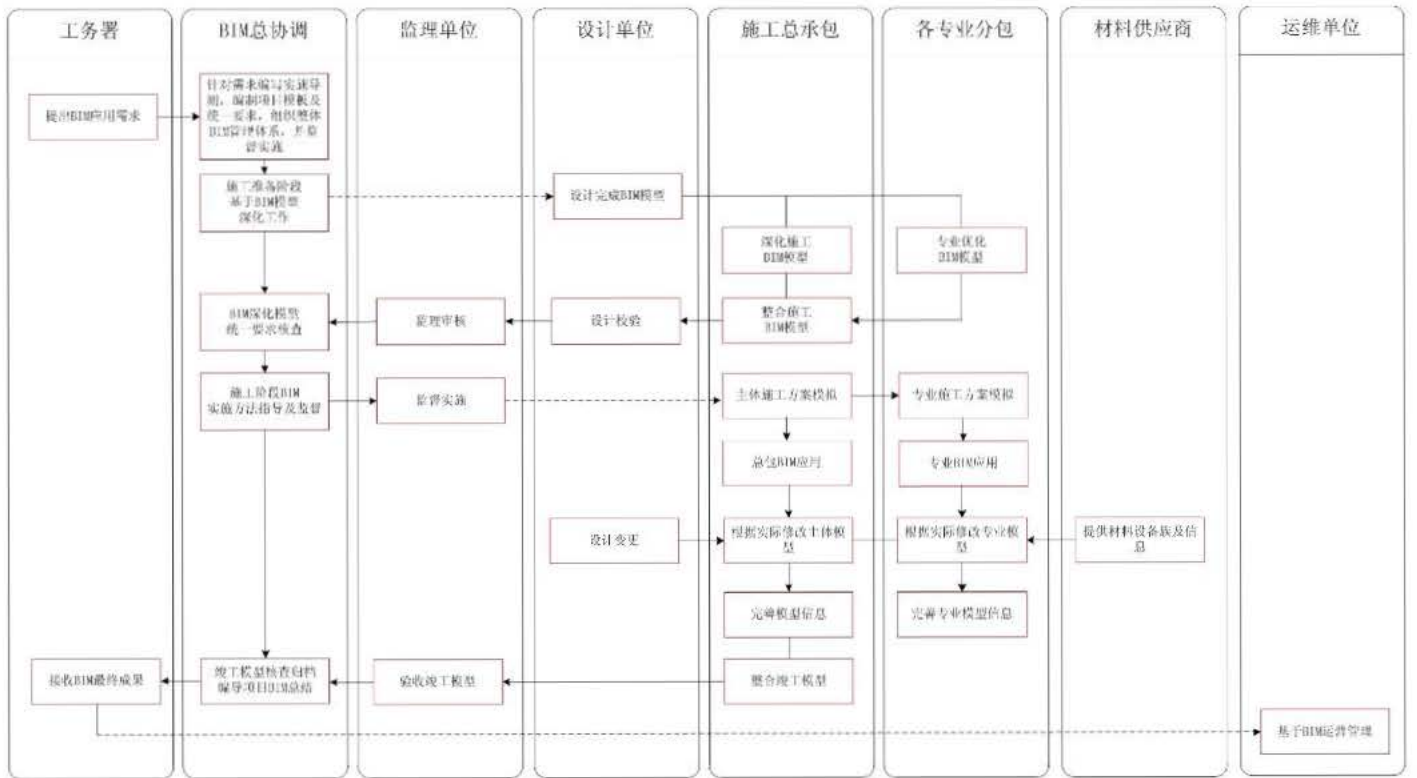 工务署
BIM总协调
监理单位
设计单位
施工总承包
各专业分包
材料供应商
运维单位
提出BIM应用需求
针对需求编写实施导
则，编制项目模板及
统一要求，组织整体
BIM管理体系，并监
督实施
施工准备阶段
基于BIM模型
深化工作
设计完成BIM模型
深化施工
BIM模型
专业优化
BIM模型
BIM深化模型
统一要求核查
监理审核
设计校验
整合施工
BIM模型
施工阶段BIM
实施方法指导及监督
监督实施
主体施工方案模拟
专业施工方案模拟
总包BIM应用
专业BIM应用
设计变更
根据实际修改主体模
型
根据实际修改专业模
型
提供材料设备族及信
息
完善模型信息
完善专业模型信息
接收BIM最终成果
竣工模型核查归档
编导项目BIM总结
验收竣工模型
整合竣工模型
基于BIM运营管理